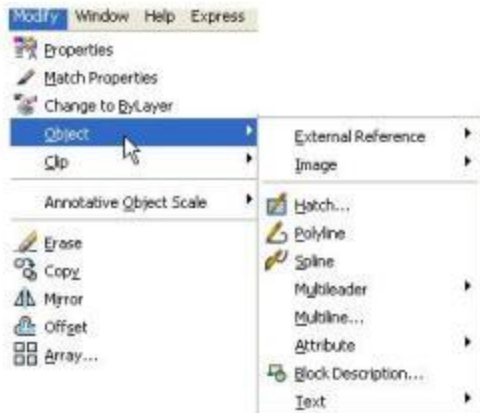 Modify Window Help Express
Properties
Match Properties
Change to ByLayer
Object
Clip
Annotative Object Scale
Erase
Copy
Mirror
Offset
Array...
External Reference
Image
Hatch...
Polyline
Spline
Multileader
Multiline...
Attribute
Block Description...
Text